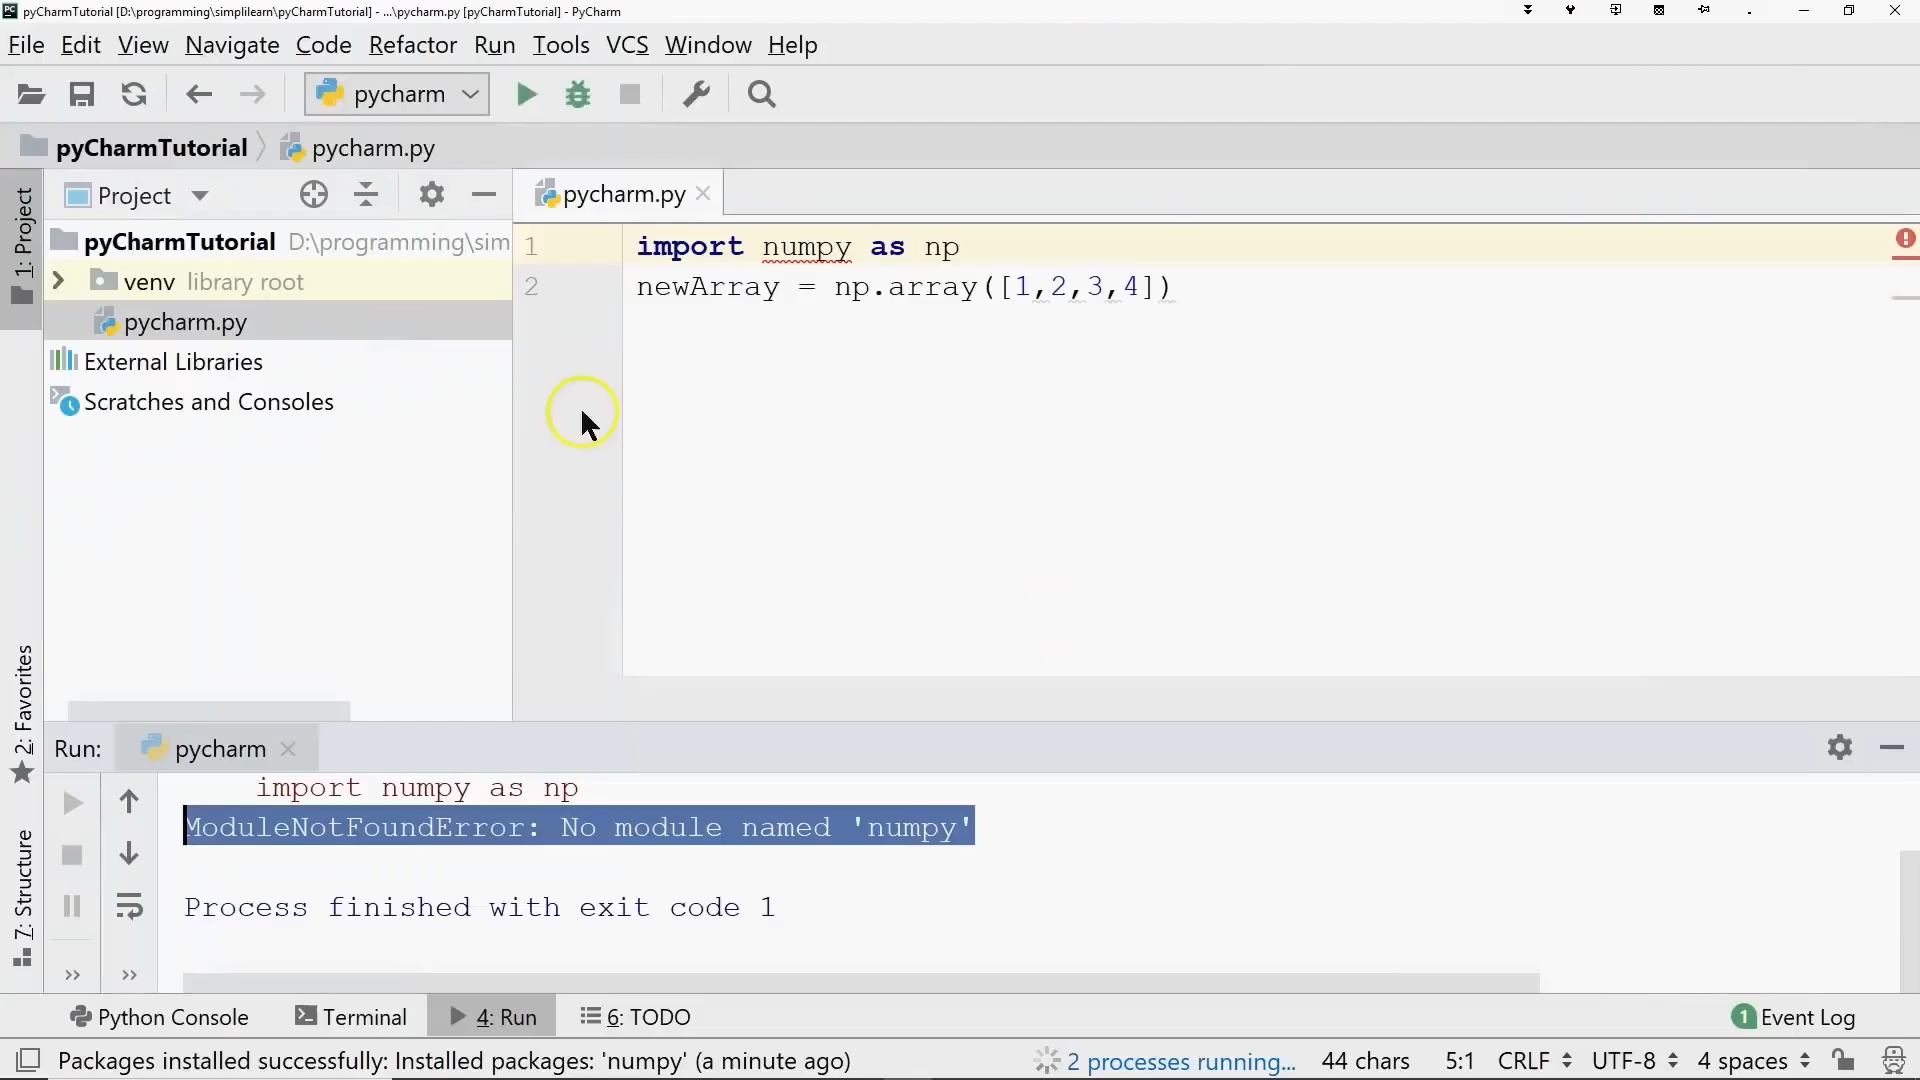 pyCharmTutorial [D:\programming\simplilearn\pyCharmTutorial] - ...\pycharm.py [pyCharmTutorial] - PyCharm
File Edit View Navigate Code Refactor Run Tools VCS Window Help
pycharm
pyCharmTutorial pycharm.py
1: Project
Project
pycharm.py
pyCharmTutorial D:\programming\sim
venv library root
pycharm.py
External Libraries
Scratches and Consoles
1 import numpy as np
2 newArray = np.array([1,2,3,4])
2: Favorites
7: Structure
Run: pycharm
import numpy as np
ModuleNotFoundError: No module named 'numpy'
Process finished with exit code 1
Python Console Terminal 4: Run 6: TODO 1 Event Log
Packages installed successfully: Installed packages: 'numpy' (a minute ago) 2 processes running... 44 chars 5:1 CRLF UTF-8 4 spaces